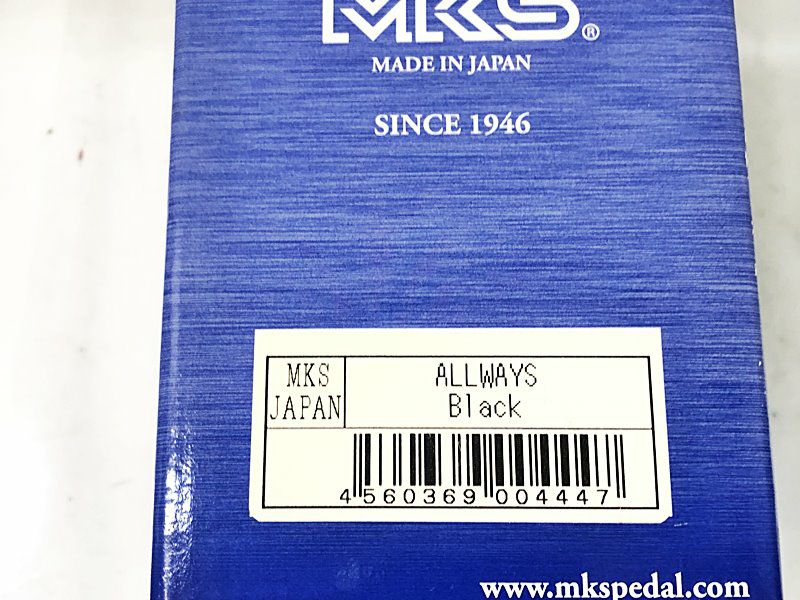 MKS®
MADE IN JAPAN
SINCE 1946
MKS
JAPAN
ALLWAYS
Black
4 560369 004447
www.mkspedal.com